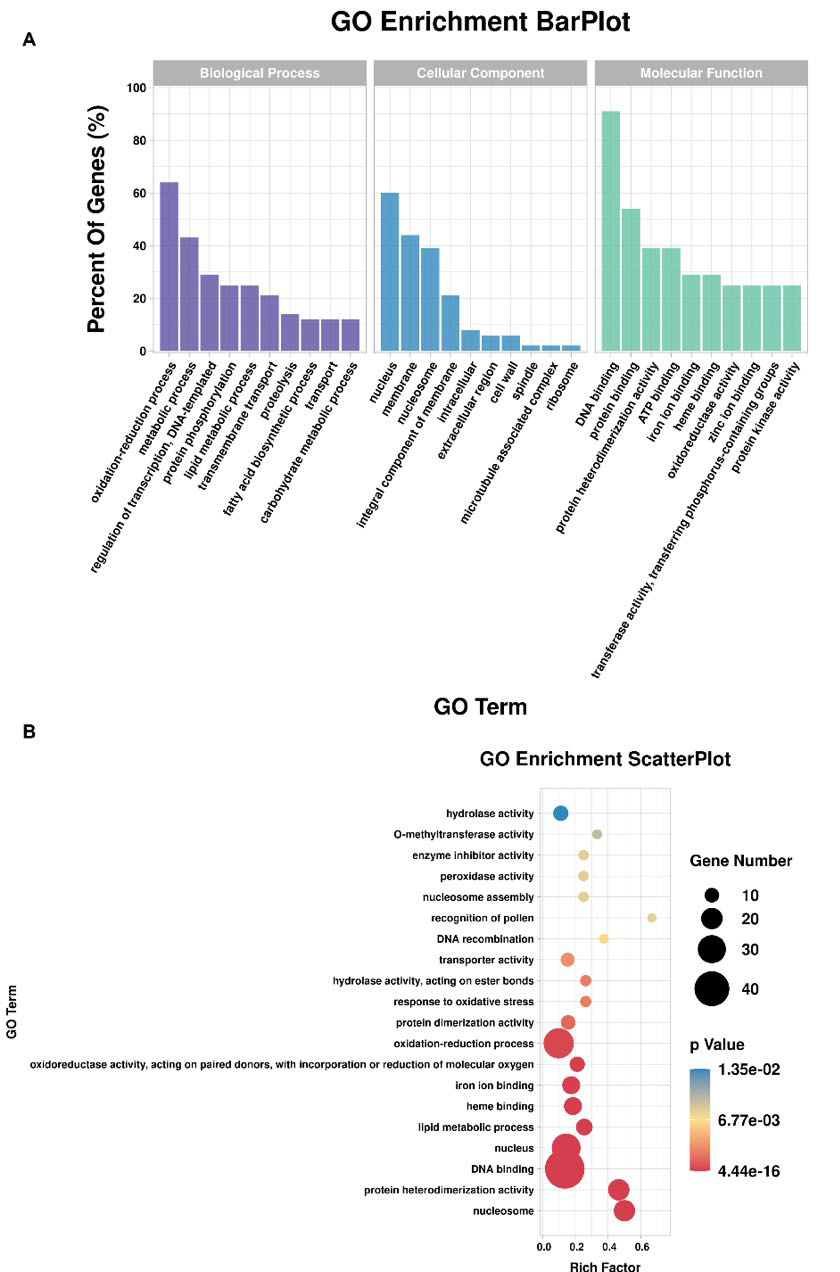 A
GO Enrichment BarPlot
Biological Process
Cellular Component
Molecular Function
Percent Of Genes (%)
100
80
60
40
20
0
oxidation-reduction process
metabolic process
regulation of transcription, DNA-templated
protein phosphorylation
lipid metabolic process
transmembrane transport
proteolysis
fatty acid biosynthetic process
transport
carbohydrate metabolic process
nucleus
membrane
nucleosome
integral component of membrane
intracellular
extracellular region
cell wall
spindle
microtubule associated complex
ribosome
DNA binding
protein binding
protein heterodimerization activity
ATP binding
iron ion binding
heme binding
oxidoreductase activity
zinc ion binding
transferase activity, transferring phosphorus-containing groups
protein kinase activity
GO Term
B
GO Enrichment ScatterPlot
GO Term
hydrolase activity
O-methyltransferase activity
enzyme inhibitor activity
peroxidase activity
nucleosome assembly
recognition of pollen
DNA recombination
transporter activity
hydrolase activity, acting on ester bonds
response to oxidative stress
protein dimerization activity
oxidation-reduction process
oxidoreductase activity, acting on paired donors, with incorporation or reduction of molecular oxygen
iron ion binding
heme binding
lipid metabolic process
nucleus
DNA binding
protein heterodimerization activity
nucleosome
0.0 0.2 0.4 0.6
Rich Factor
Gene Number
10
20
30
40
p Value
1.35e-02
6.77e-03
4.44e-16